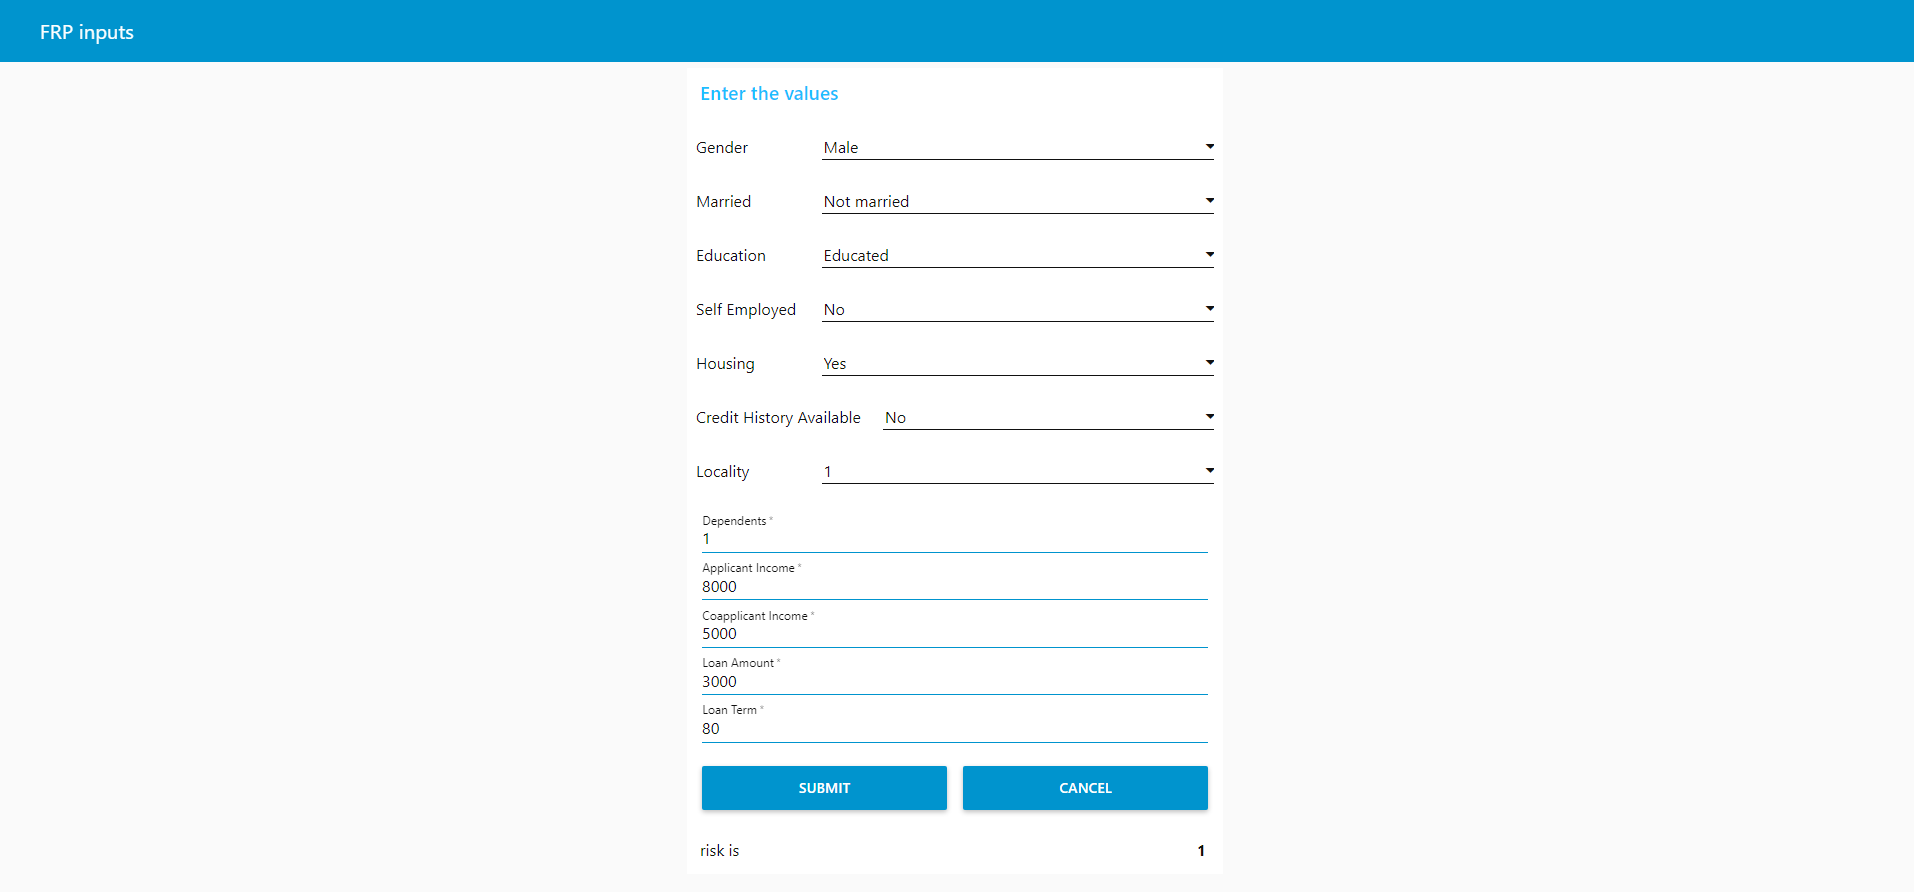 FRP inputs
Enter the values
Gender Male
Married Not married
Education Educated
Self Employed No
Housing Yes
Credit History Available No
Locality 1
Dependents *
1
Applicant Income *
8000
Coapplicant Income *
5000
Loan Amount *
3000
Loan Term *
80
SUBMIT CANCEL
risk is 1